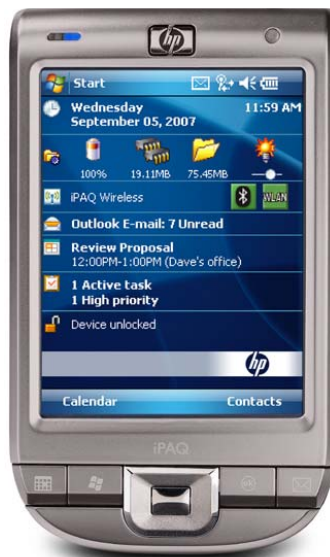 hp
Start
Wednesday 11:59 AM
September 05, 2007
100% 19.11MB 75.45MB
iPAQ Wireless WLAN
Outlook E-mail: 7 Unread
Review Proposal
12:00PM-1:00PM (Dave's office)
1 Active task
1 High priority
Device unlocked
hp
Calendar Contacts
iPAQ
ok